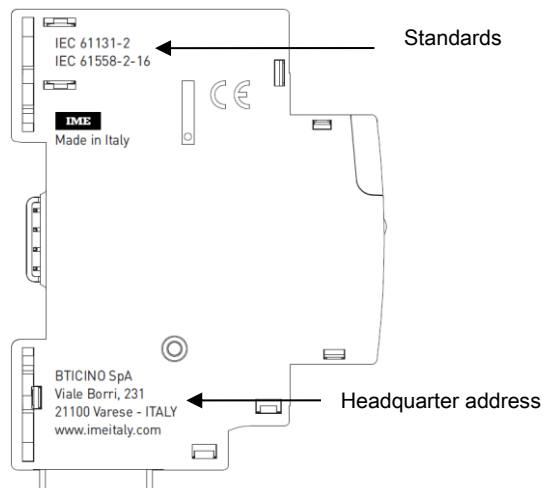 IEC 61131-2
IEC 61558-2-16
Standards
CE
IME
Made in Italy
BTICINO SpA
Viale Borri, 231
21100 Varese - ITALY
www.imeitaly.com
Headquarter address